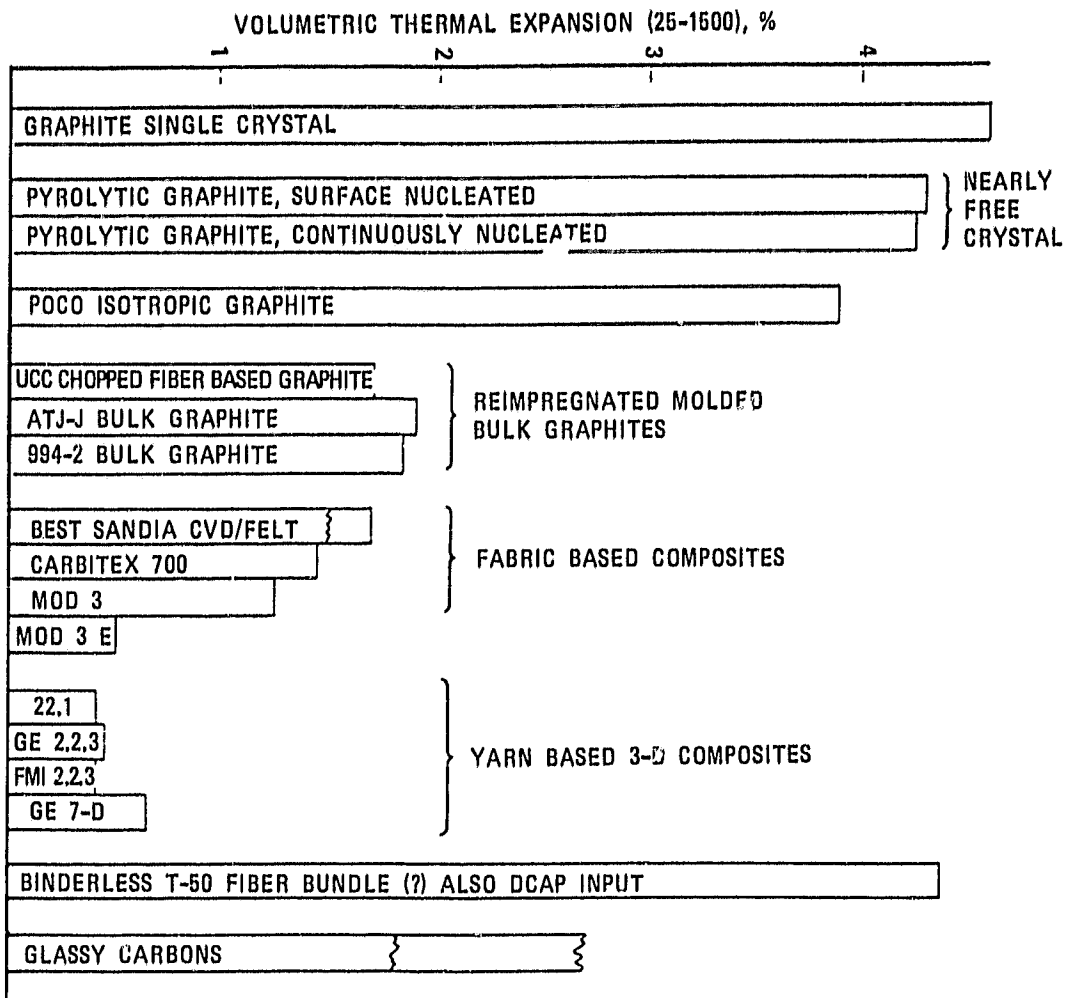 VOLUMETRIC THERMAL EXPANSION (25-1500), %
1 2 3 4
GRAPHITE SINGLE CRYSTAL
PYROLYTIC GRAPHITE, SURFACE NUCLEATED
PYROLYTIC GRAPHITE, CONTINUOUSLY NUCLEATED
NEARLY
FREE
CRYSTAL
POCO ISOTROPIC GRAPHITE
UCC CHOPPED FIBER BASED GRAPHITE
ATJ-J BULK GRAPHITE
994-2 BULK GRAPHITE
REIMPREGNATED MOLDED
BULK GRAPHITES
BEST SANDIA CVD/FELT
CARBITEX 700
MOD 3
MOD 3 E
FABRIC BASED COMPOSITES
22,1
GE 2,2,3
FMI 2,2,3
GE 7-D
YARN BASED 3-D COMPOSITES
BINDERLESS T-50 FIBER BUNDLE (?) ALSO DCAP INPUT
GLASSY CARBONS